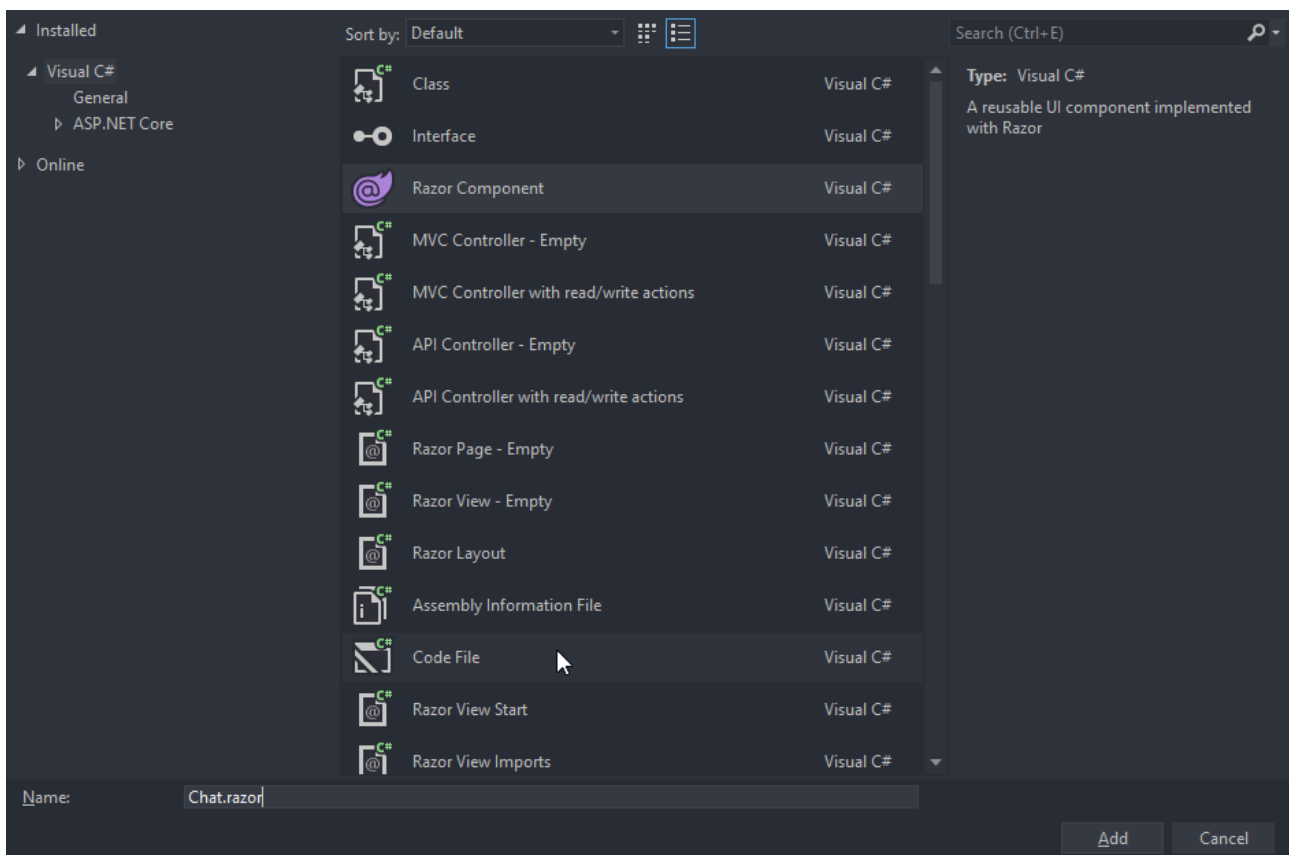 Installed
Visual C#
General
ASP.NET Core
Online
Sort by: Default
Class Visual C#
Interface Visual C#
Razor Component Visual C#
MVC Controller - Empty Visual C#
MVC Controller with read/write actions Visual C#
API Controller - Empty Visual C#
API Controller with read/write actions Visual C#
Razor Page - Empty Visual C#
Razor View - Empty Visual C#
Razor Layout Visual C#
Assembly Information File Visual C#
Code File Visual C#
Razor View Start Visual C#
Razor View Imports Visual C#
Search (Ctrl+E)
Type: Visual C#
A reusable UI component implemented
with Razor
Name: Chat.razor
Add Cancel